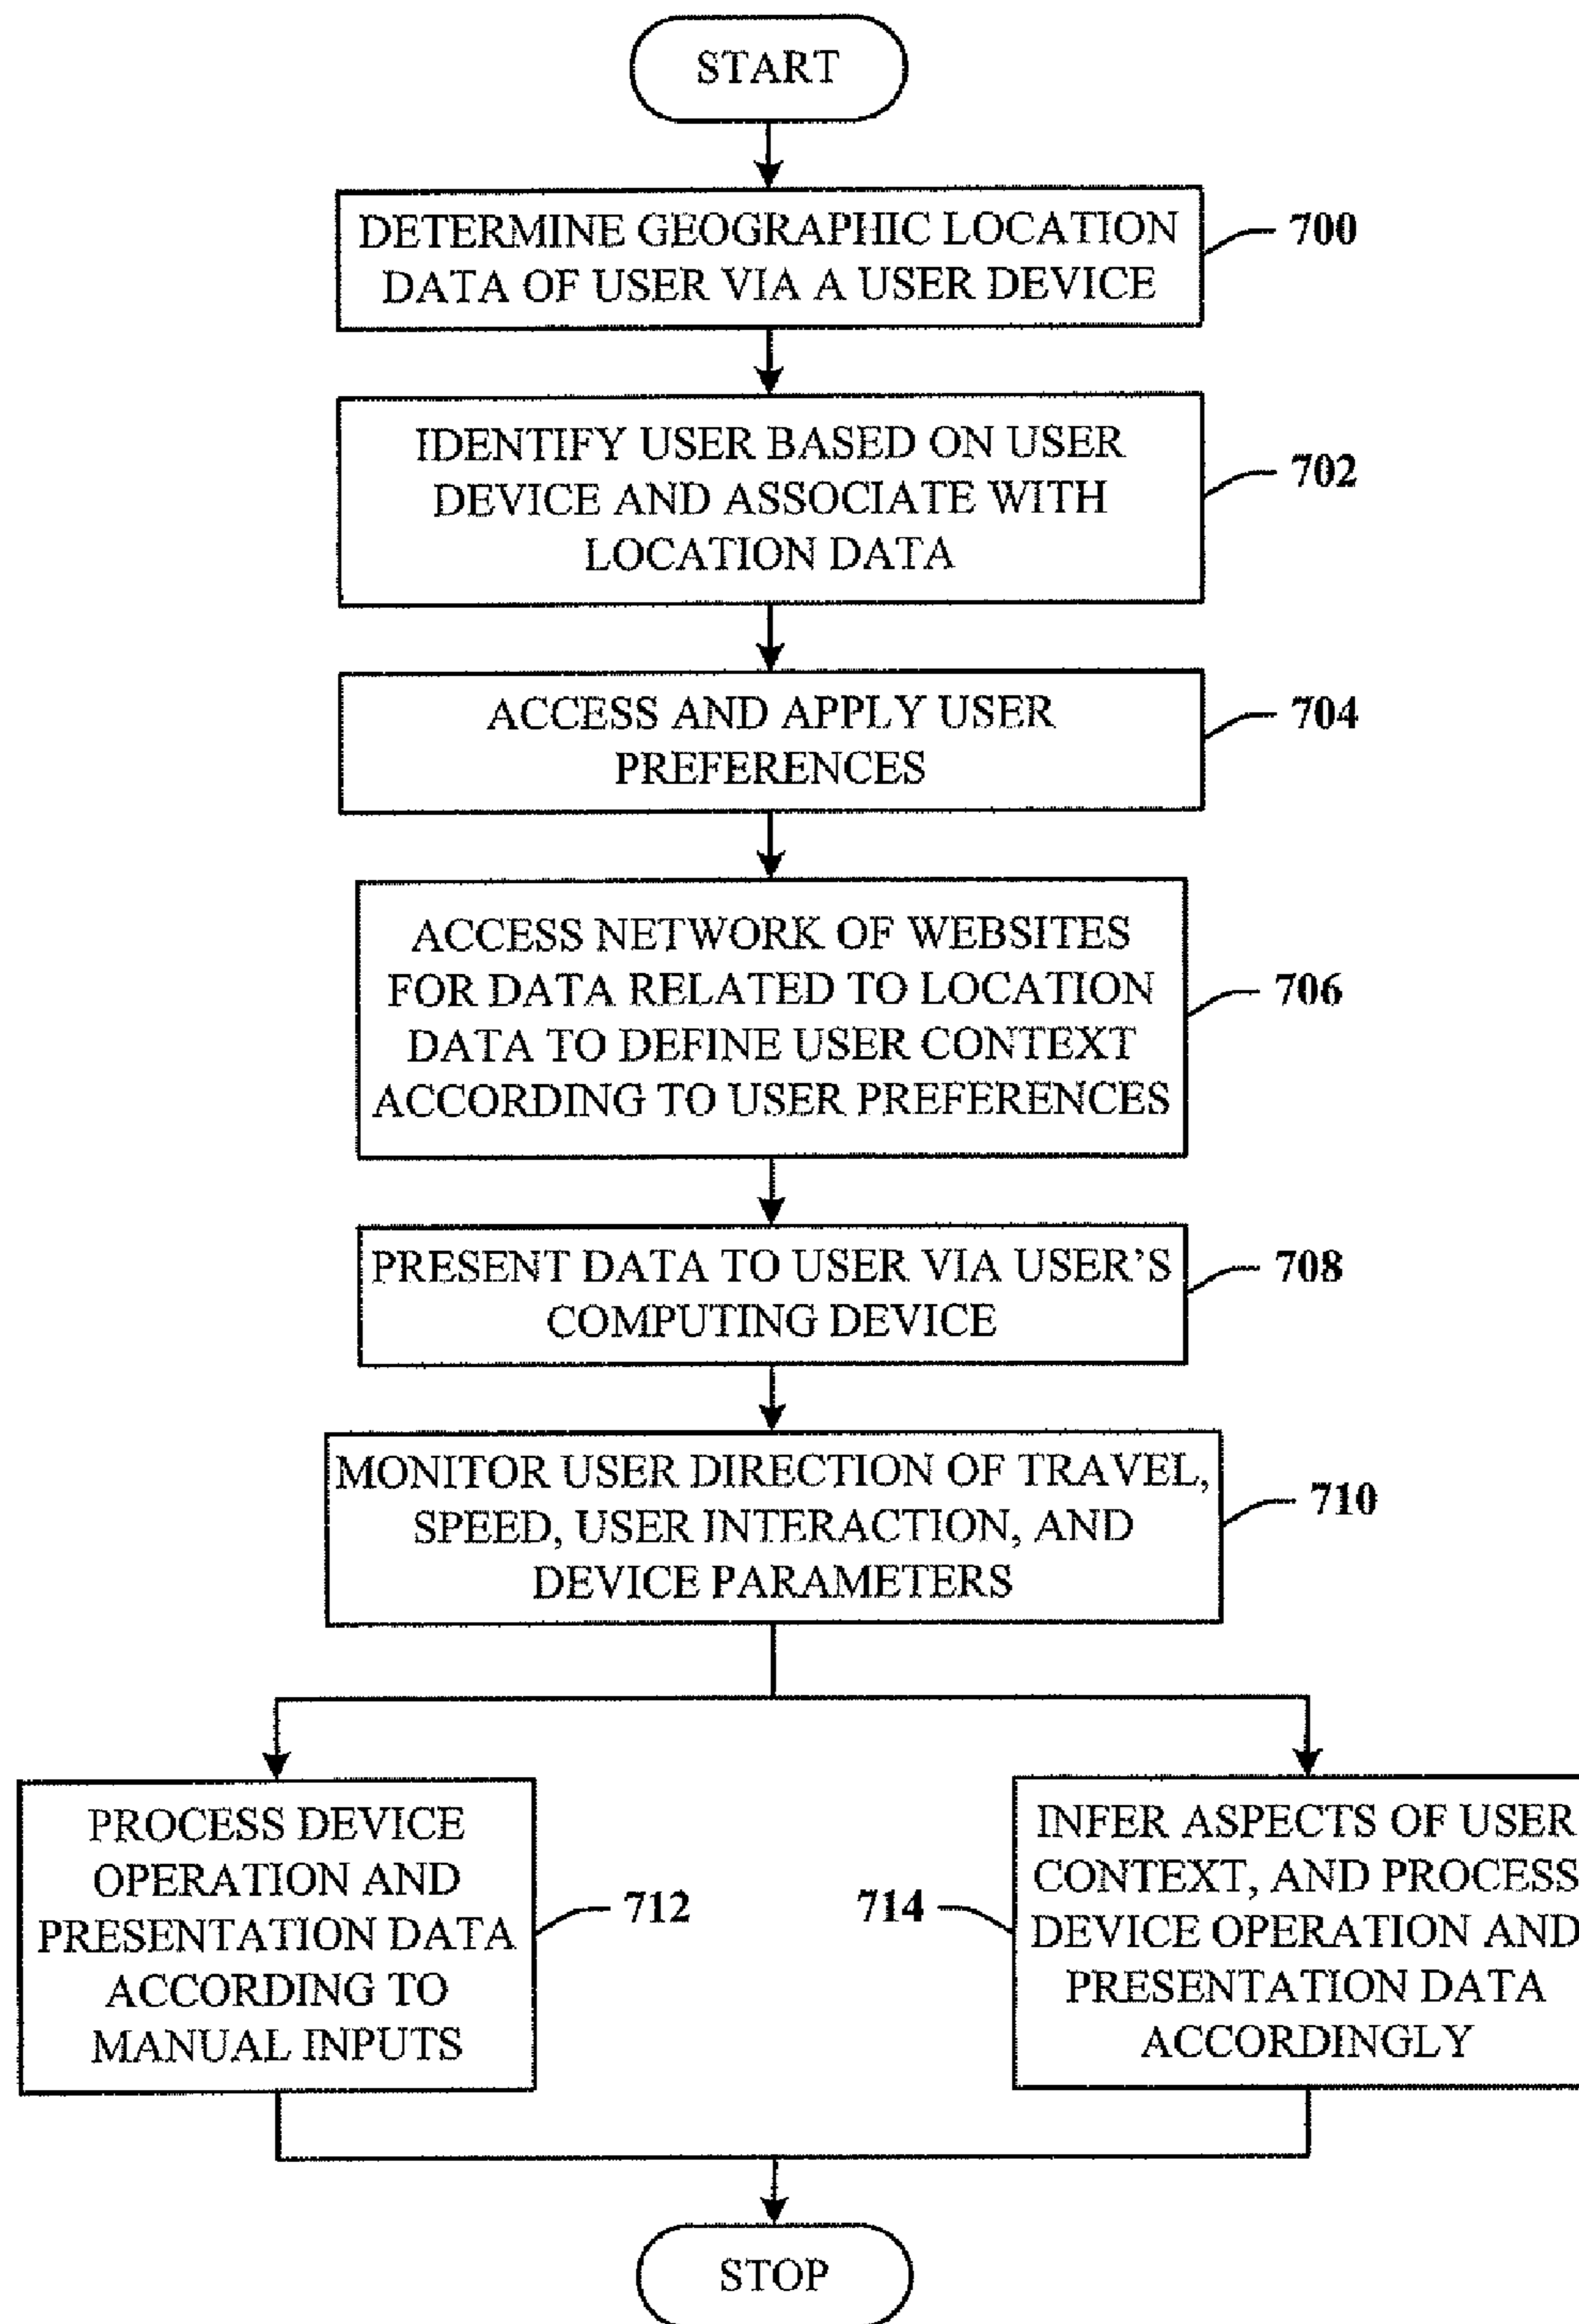 START
DETERMINE GEOGRAPHIC LOCATION
DATA OF USER VIA A USER DEVICE
700
IDENTIFY USER BASED ON USER
DEVICE AND ASSOCIATE WITH
LOCATION DATA
702
ACCESS AND APPLY USER
PREFERENCES
704
ACCESS NETWORK OF WEBSITES
FOR DATA RELATED TO LOCATION
DATA TO DEFINE USER CONTEXT
ACCORDING TO USER PREFERENCES
706
PRESENT DATA TO USER VIA USER'S
COMPUTING DEVICE
708
MONITOR USER DIRECTION OF TRAVEL,
SPEED, USER INTERACTION, AND
DEVICE PARAMETERS
710
PROCESS DEVICE
OPERATION AND
PRESENTATION DATA
ACCORDING TO
MANUAL INPUTS
712
714
INFER ASPECTS OF USER
CONTEXT, AND PROCESS
DEVICE OPERATION AND
PRESENTATION DATA
ACCORDINGLY
STOP